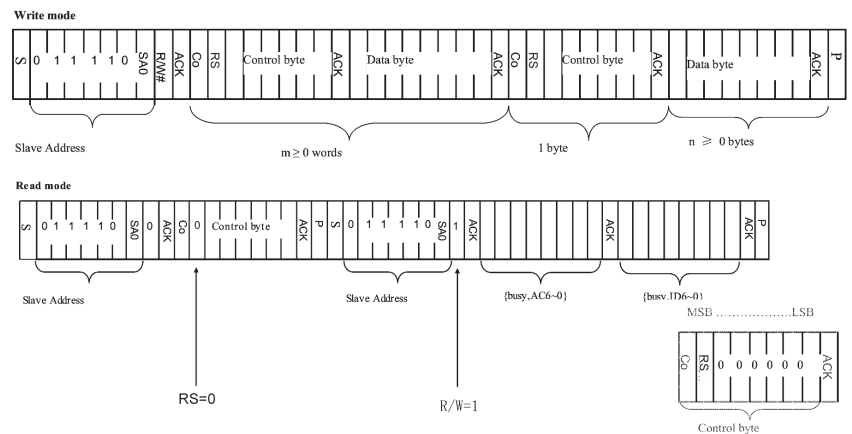 Write mode
S 0 1 1 1 1 0 SA0 R/W# ACK Co RS Control byte ACK Data byte ACK Co RS Control byte ACK Data byte ACK P
Slave Address
m ≥ 0 words
1 byte
n ≥ 0 bytes
Read mode
S 0 1 1 1 1 0 SA0 0 ACK Co 0 Control byte ACK P S 0 1 1 1 1 0 SA0 1 ACK ACK ACK P
Slave Address
Slave Address
{busy,AC6~0}
{busy,ID6~0}
MSB ....................LSB
Co RS 0 0 0 0 0 0 ACK
Control byte
RS=0
R/W=1